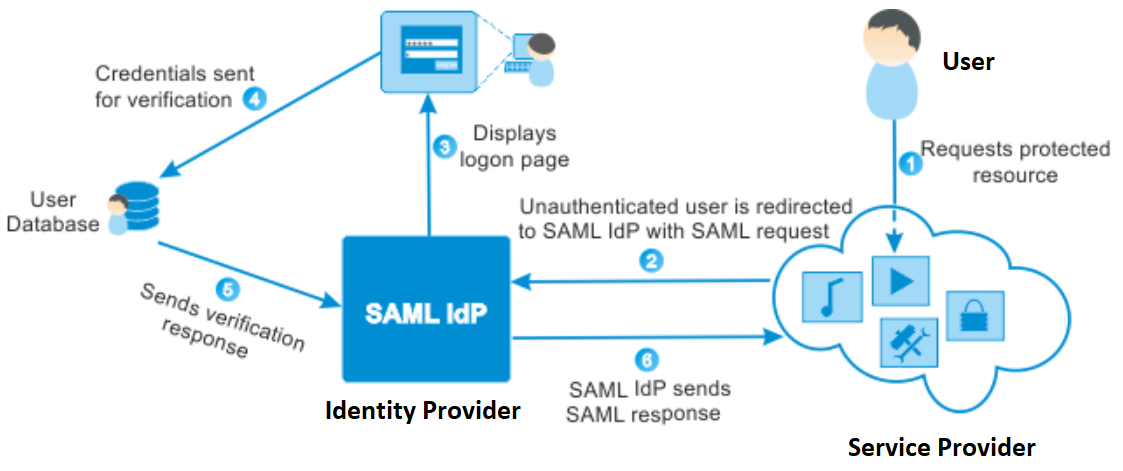 User
1
Requests protected
resource
Unauthenticated user is redirected
to SAML IdP with SAML request
2
3
Displays
logon page
Credentials sent
for verification 4
User
Database
5
Sends verification
response
SAML IdP
Identity Provider
6
SAML IdP sends
SAML response
Service Provider